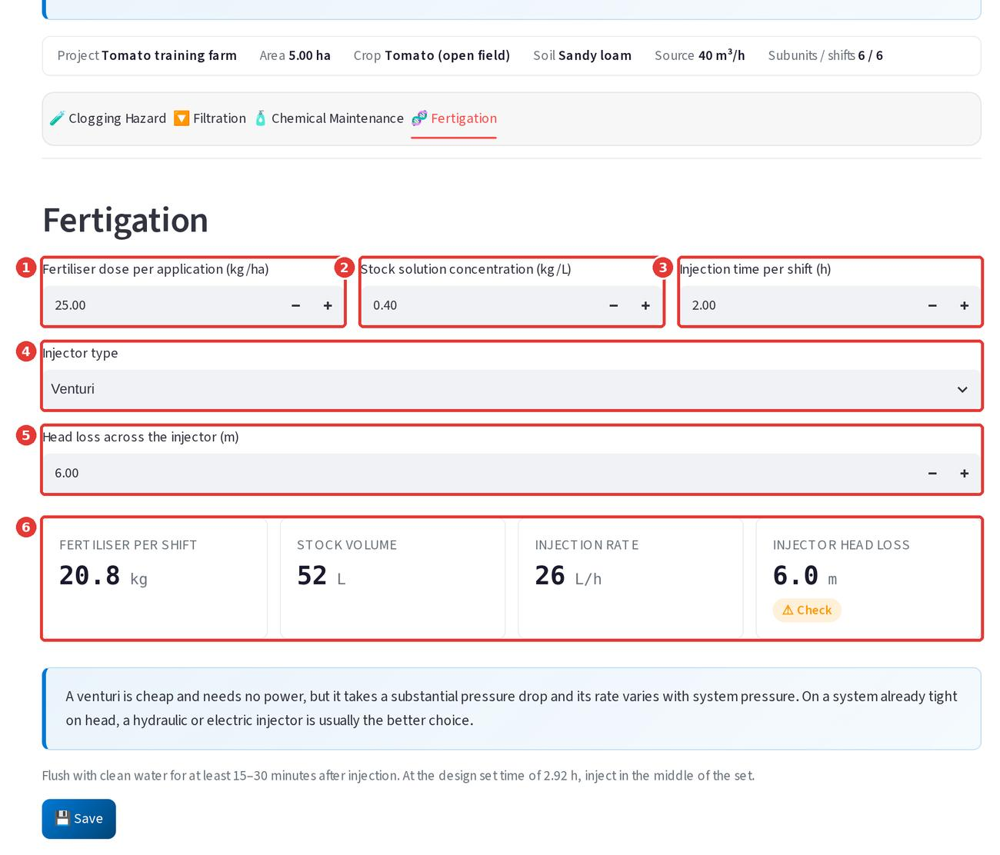 Project Tomato training farm Area 5.00 ha Crop Tomato (open field) Soil Sandy loam Source 40 m³/h Subunits / shifts 6 / 6
Clogging Hazard Filtration Chemical Maintenance Fertigation
Fertigation
1 Fertiliser dose per application (kg/ha) 2 Stock solution concentration (kg/L) 3 Injection time per shift (h)
25.00 − + 0.40 − + 2.00 − +
4 Injector type
Venturi
5 Head loss across the injector (m)
6.00 − +
6 FERTILISER PER SHIFT STOCK VOLUME INJECTION RATE INJECTOR HEAD LOSS
20.8 kg 52 L 26 L/h 6.0 m
⚠ Check
A venturi is cheap and needs no power, but it takes a substantial pressure drop and its rate varies with system pressure. On a system already tight
on head, a hydraulic or electric injector is usually the better choice.
Flush with clean water for at least 15–30 minutes after injection. At the design set time of 2.92 h, inject in the middle of the set.
Save